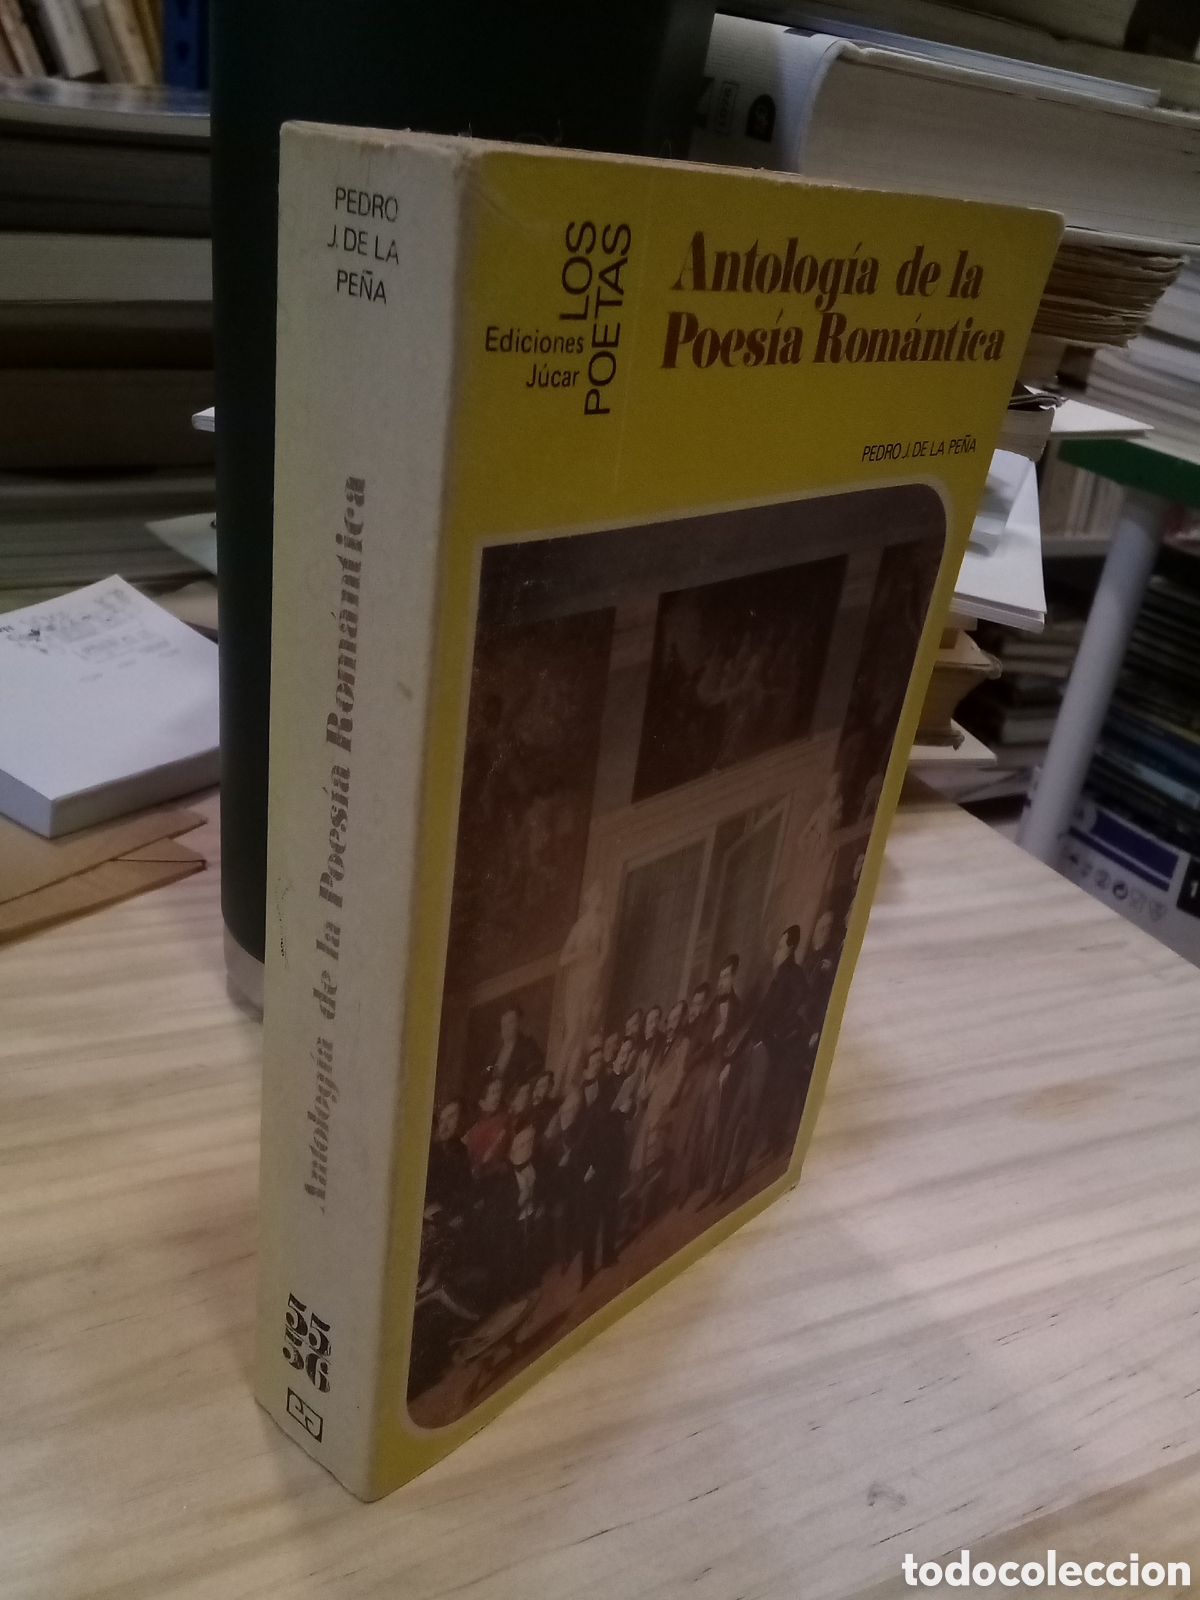 PEDRO
J. DE LA
PEÑA
Antología de la Poesía Romántica
55
56
Ediciones
Júcar
LOS
POETAS
Antología de la
Poesía Romántica
PEDRO J. DE LA PEÑA
todocoleccion